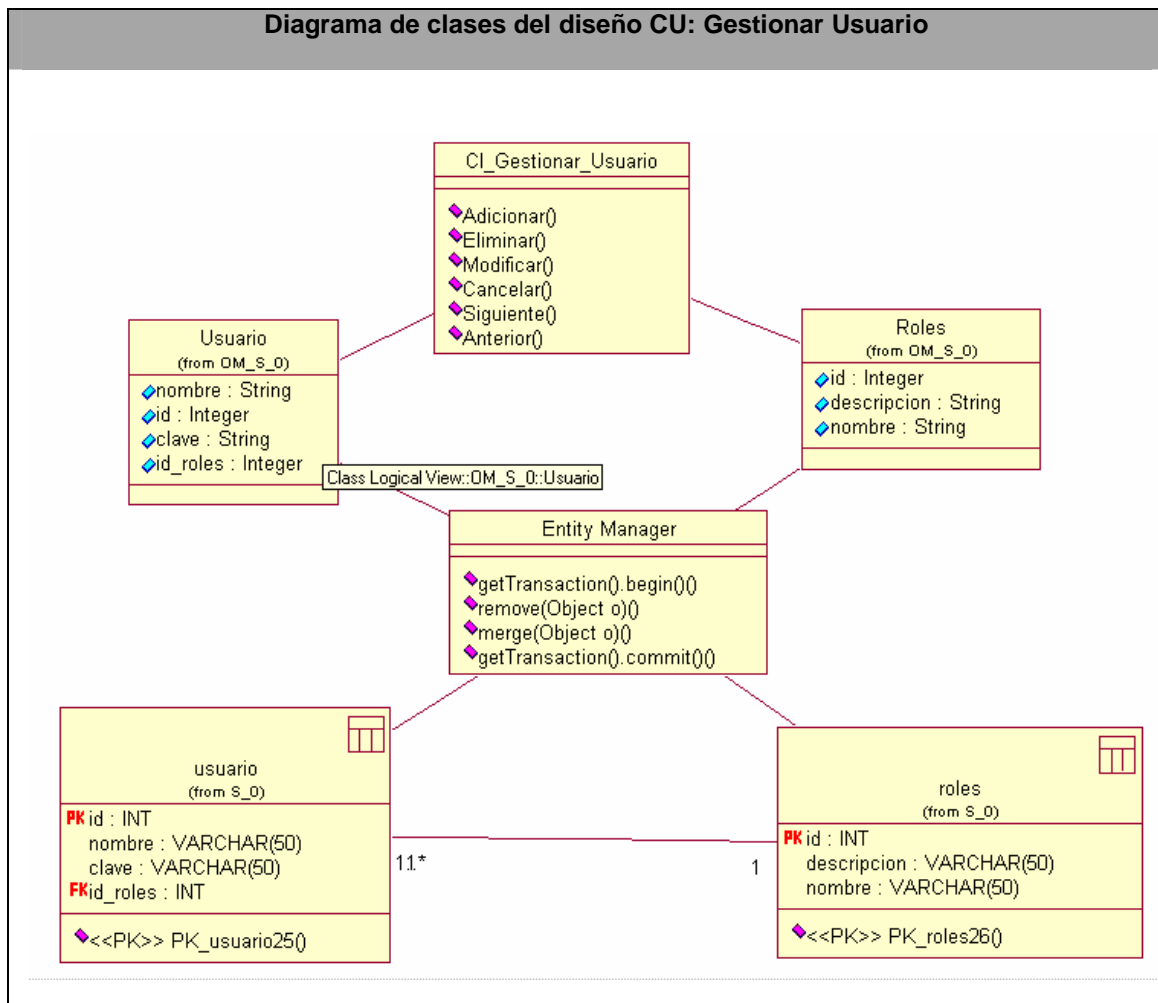 Diagrama de clases del diseño CU: Gestionar Usuario
CI_Gestionar_Usuario
Adicionar()
Eliminar()
Modificar()
Cancelar()
Siguiente()
Anterior()
Usuario
(from OM_S_0)
nombre : String
id : Integer
clave : String
id_roles : Integer
Roles
(from OM_S_0)
id : Integer
descripcion : String
nombre : String
Class Logical View::OM_S_0::Usuario
Entity Manager
getTransaction().begin()()
remove(Object o)()
merge(Object o)()
getTransaction().commit()()
usuario
(from S_0)
PK id : INT
nombre : VARCHAR(50)
clave : VARCHAR(50)
FK id_roles : INT
<<PK>> PK_usuario25()
1.1.*
1
roles
(from S_0)
PK id : INT
descripcion : VARCHAR(50)
nombre : VARCHAR(50)
<<PK>> PK_roles26()